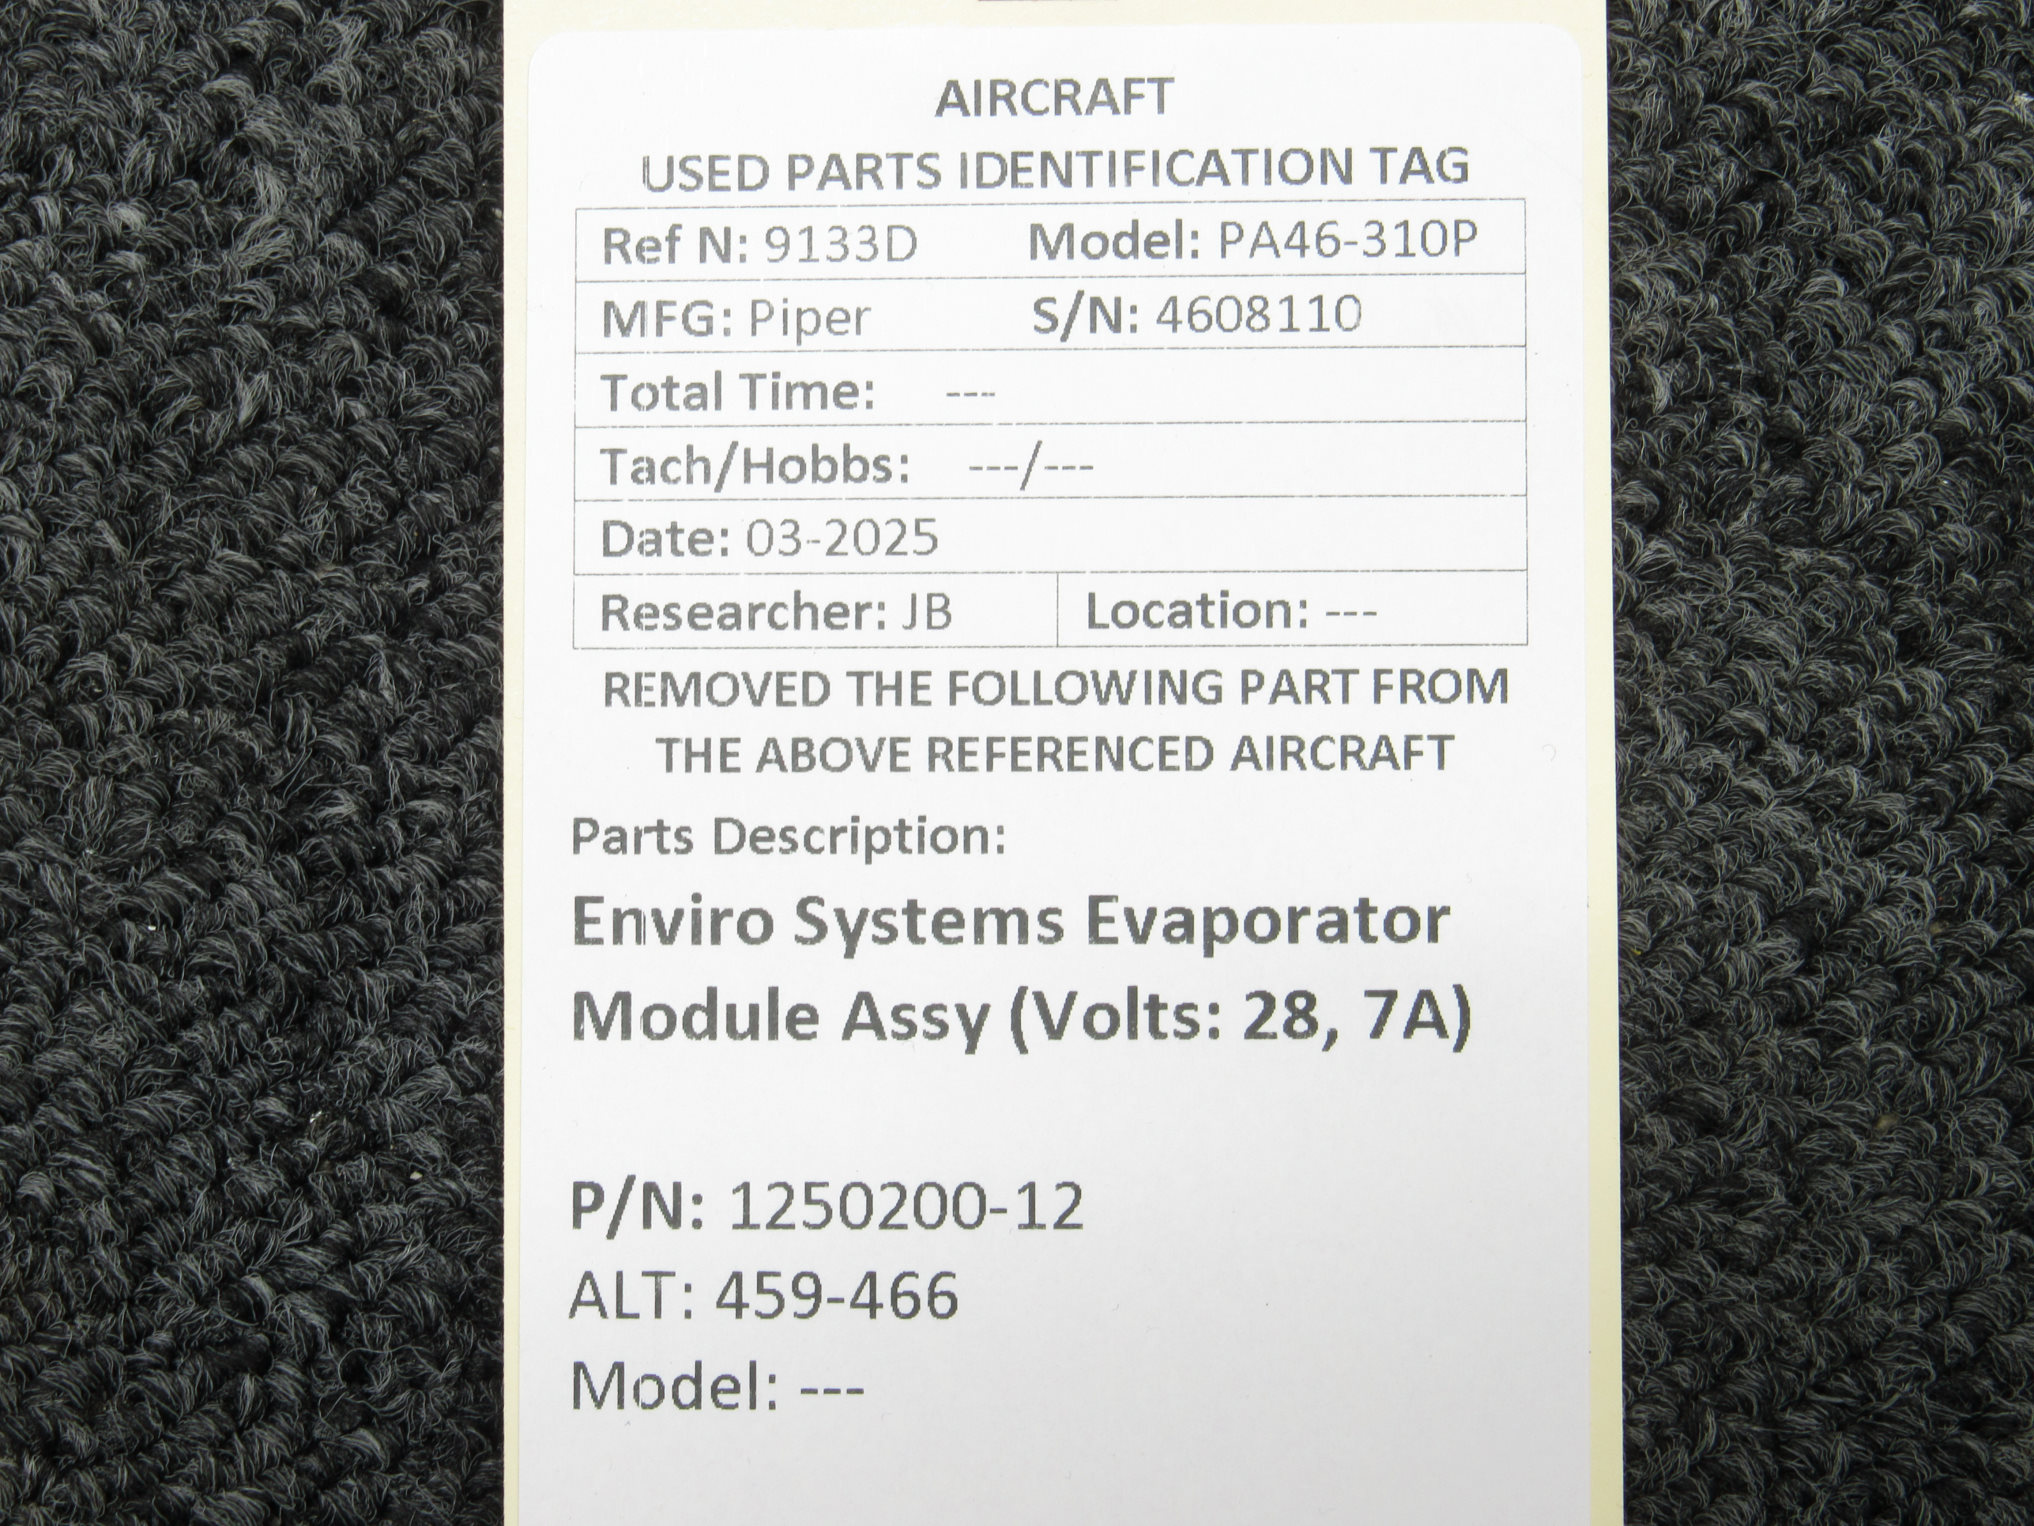 AIRCRAFT
USED PARTS IDENTIFICATION TAG
Ref N: 9133D Model: PA46-310P
MFG: Piper S/N: 4608110
Total Time: ---
Tach/Hobbs: ---/---
Date: 03-2025
Researcher: JB Location: ---
REMOVED THE FOLLOWING PART FROM
THE ABOVE REFERENCED AIRCRAFT
Parts Description:
Enviro Systems Evaporator
Module Assy (Volts: 28, 7A)
P/N: 1250200-12
ALT: 459-466
Model: ---